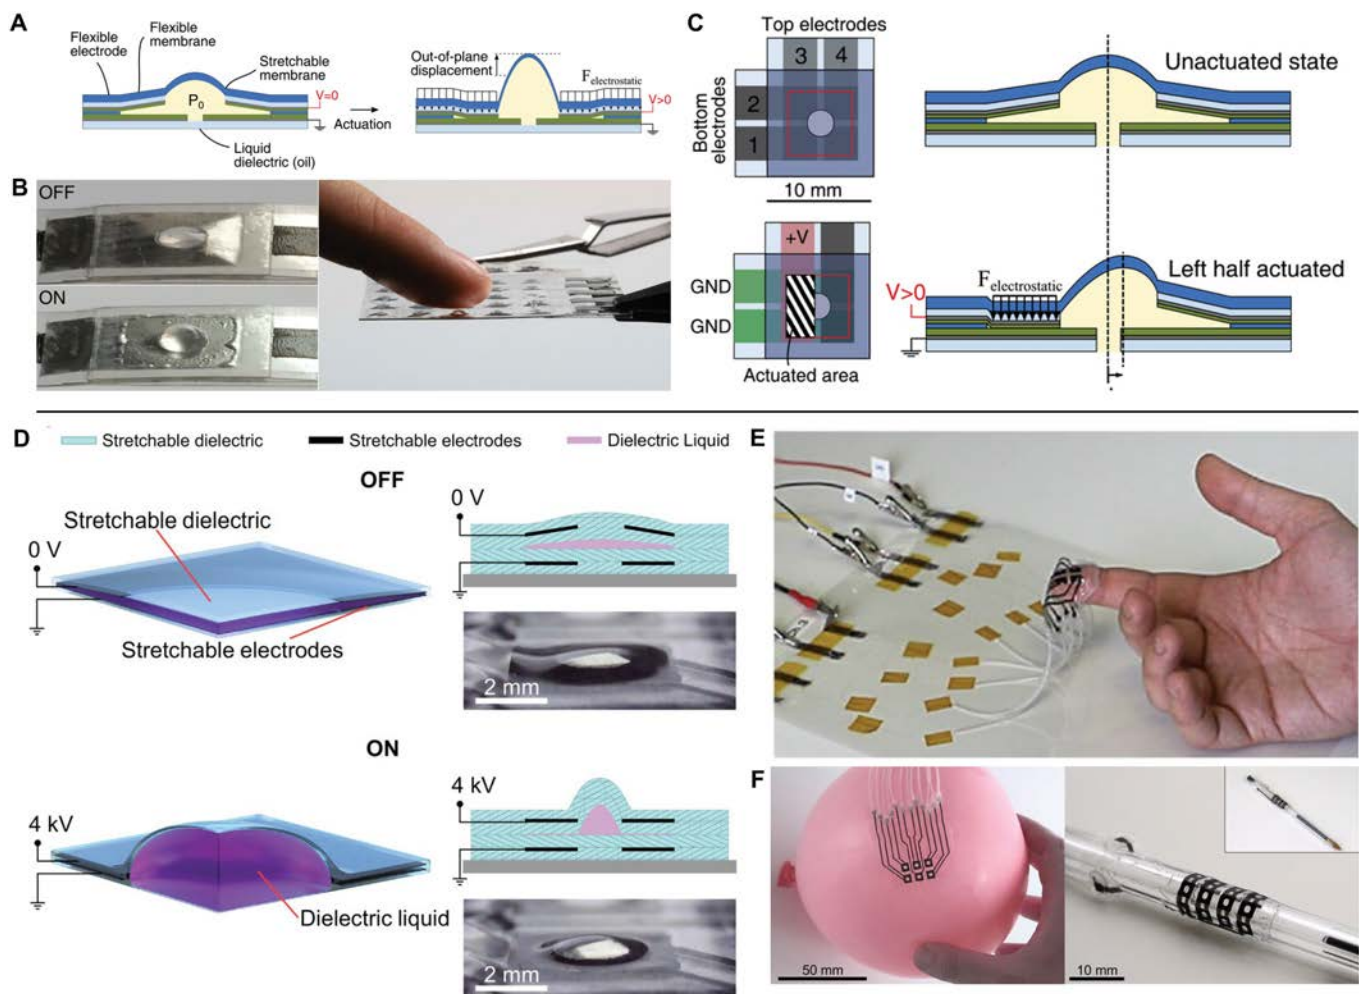 A
Flexible
electrode
Flexible
membrane
Stretchable
membrane
P0
V=0
Actuation
Liquid
dielectric (oil)
Out-of-plane
displacement
Felectrostatic
V>0
B
OFF
ON
C
Top electrodes
3 4
Bottom
electrodes
2
1
10 mm
Unactuated state
+V
GND
GND
Actuated area
V>0
Felectrostatic
Left half actuated
D
Stretchable dielectric
Stretchable electrodes
Dielectric Liquid
OFF
0 V
Stretchable dielectric
Stretchable electrodes
0 V
2 mm
ON
4 kV
Dielectric liquid
4 kV
2 mm
E
F
50 mm
10 mm